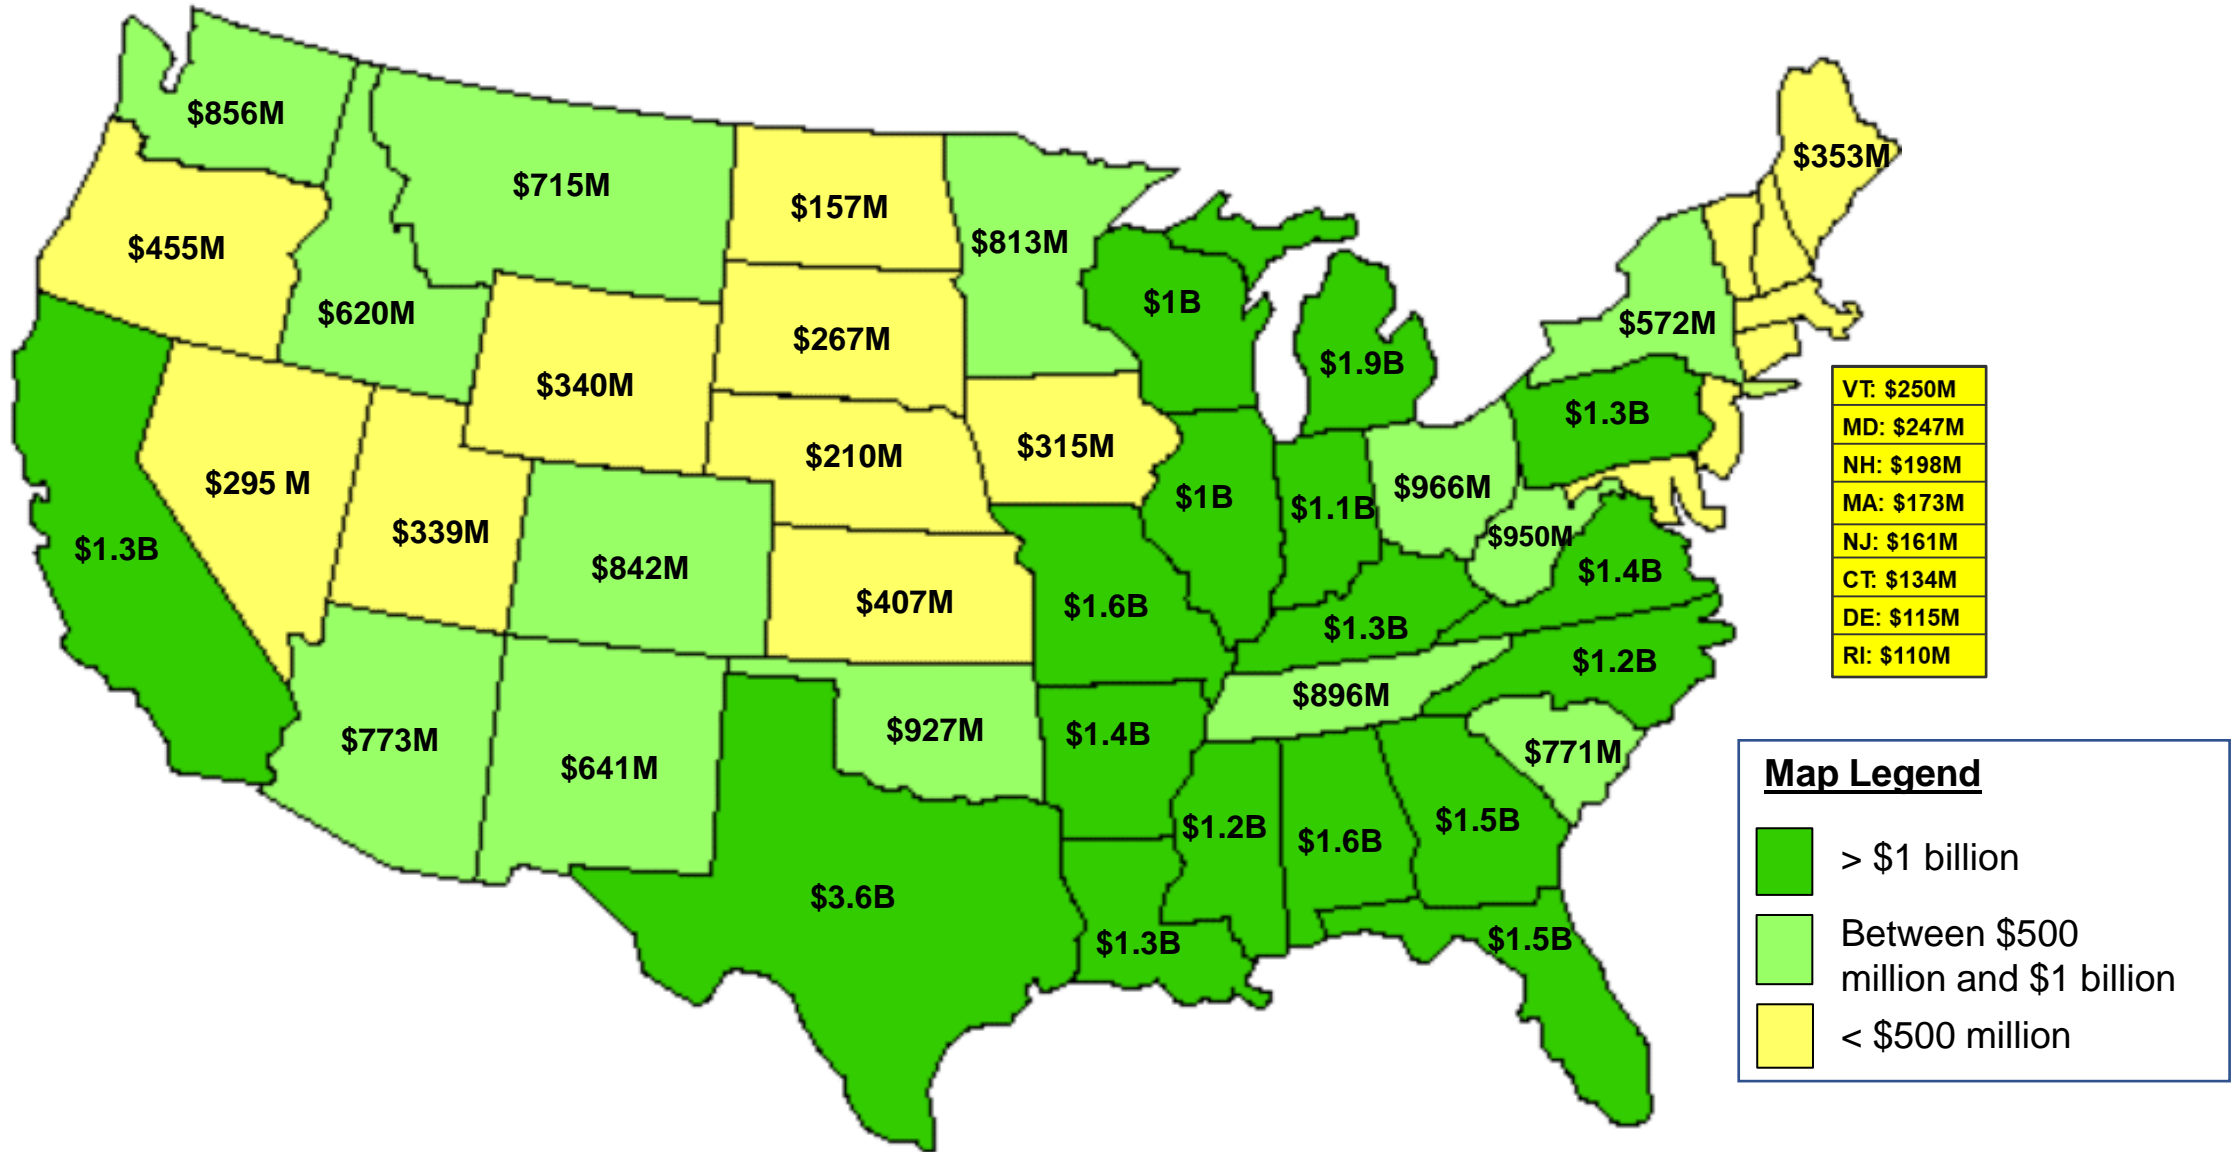 $856M
$715M
$157M
$353M
$455M
$813M
$620M
$1B
$572M
$267M
$1.9B
$340M
VT: $250M
MD: $247M
NH: $198M
MA: $173M
NJ: $161M
CT: $134M
DE: $115M
RI: $110M
$1.3B
$315M
$210M
$295 M
$966M
$1B
$1.1B
$339M
$950M
$1.3B
$842M
$1.4B
$407M
$1.6B
$1.3B
$1.2B
$896M
$927M
$1.4B
$773M
$771M
$641M
$1.2B
$1.6B
$1.5B
$3.6B
$1.3B
$1.5B
Map Legend
> $1 billion
Between $500
million and $1 billion
< $500 million